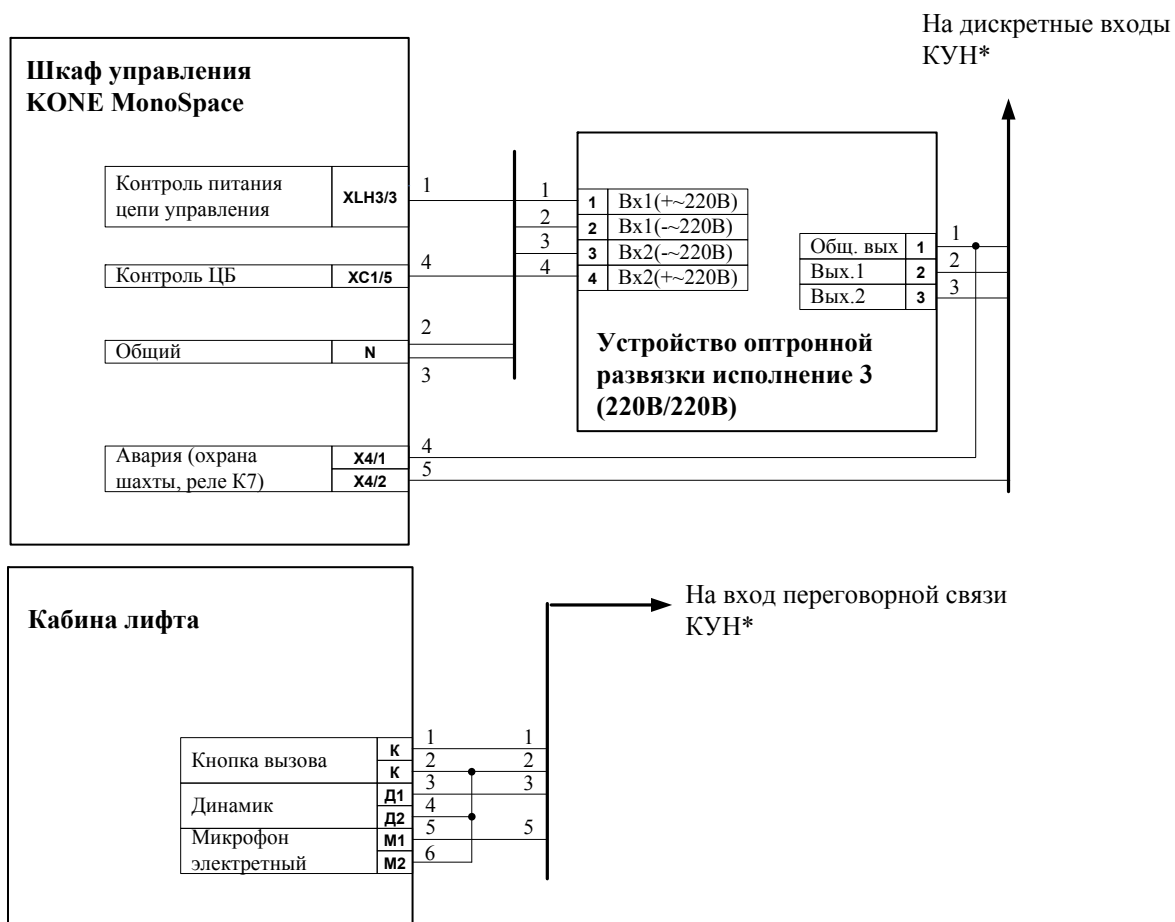 На дискретные входы
КУН*
Шкаф управления
KONE MonoSpace
Контроль питания
цепи управления
XLH3/3
1
Контроль ЦБ
XC1/5
4
Общий
N
2
3
Авария (охрана
шахты, реле К7)
X4/1
X4/2
4
5
1
2
3
4
1 Вх1(+~220В)
2 Вх1(-~220В)
3 Вх2(-~220В)
4 Вх2(+~220В)
Общ. вых 1
Вых.1 2
Вых.2 3
1
2
3
Устройство оптронной
развязки исполнение 3
(220В/220В)
Кабина лифта
На вход переговорной связи
КУН*
Кнопка вызова
К
К
Динамик
Д1
Д2
Микрофон
электретный
М1
М2
1
2
3
4
5
6
1
2
3
5